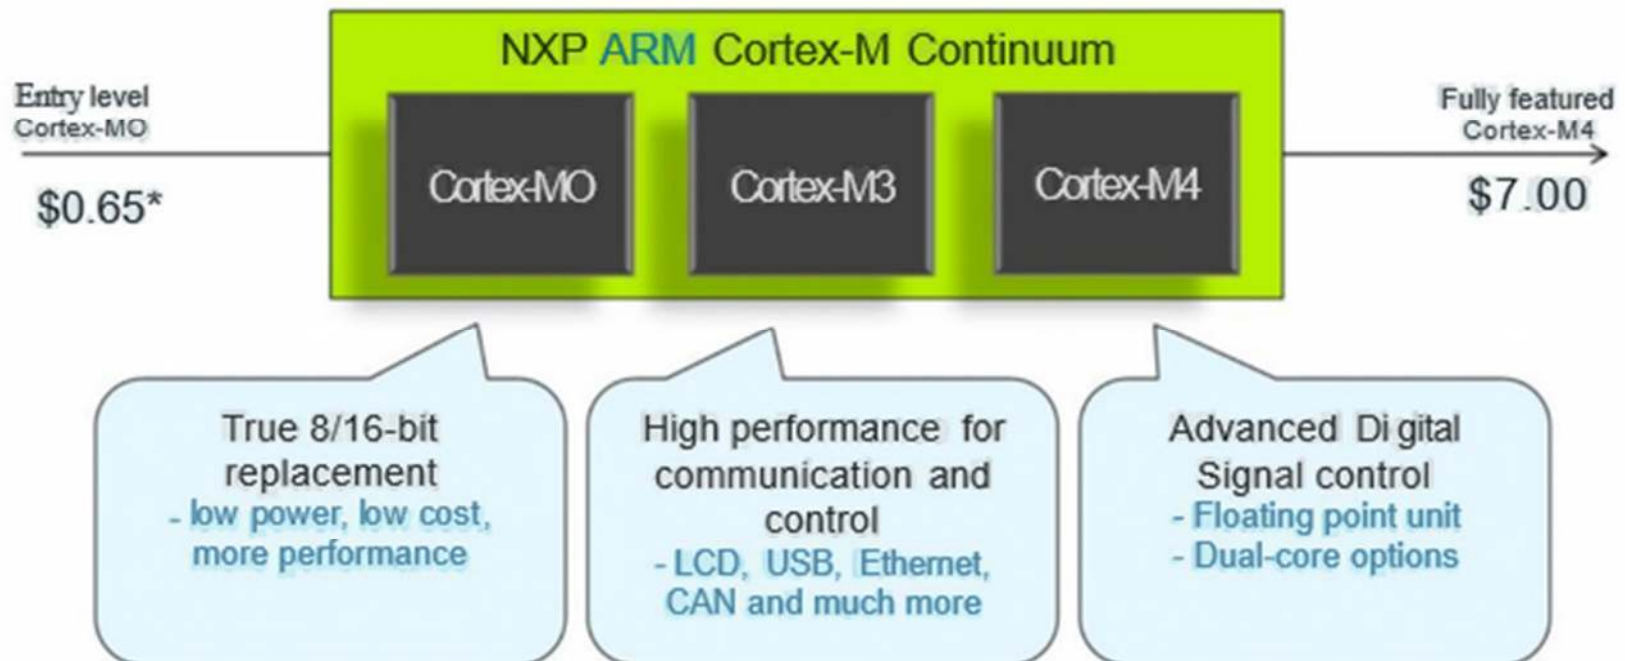 NXP ARM Cortex-M Continuum
Entry level
Cortex-MO
$0.65*
Cortex-MO
Cortex-M3
Cortex-M4
Fully featured
Cortex-M4
$7.00
True 8/16-bit
replacement
- low power, low cost,
more performance
High performance for
communication and
control
- LCD, USB, Ethernet,
CAN and much more
Advanced Digital
Signal control
- Floating point unit
- Dual-core options